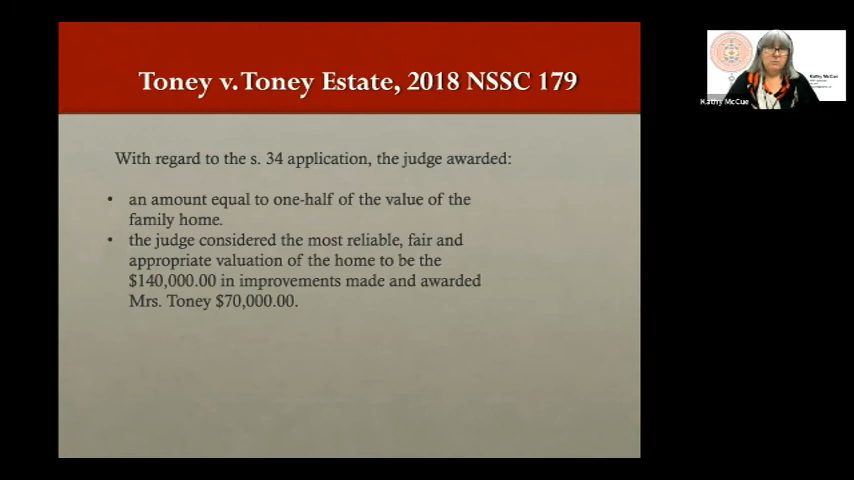 Toney v. Toney Estate, 2018 NSSC 179
With regard to the s. 34 application, the judge awarded:
• an amount equal to one-half of the value of the
family home.
• the judge considered the most reliable, fair and
appropriate valuation of the home to be the
$140,000.00 in improvements made and awarded
Mrs. Toney $70,000.00.
Kathy McCue
Kathy McCue